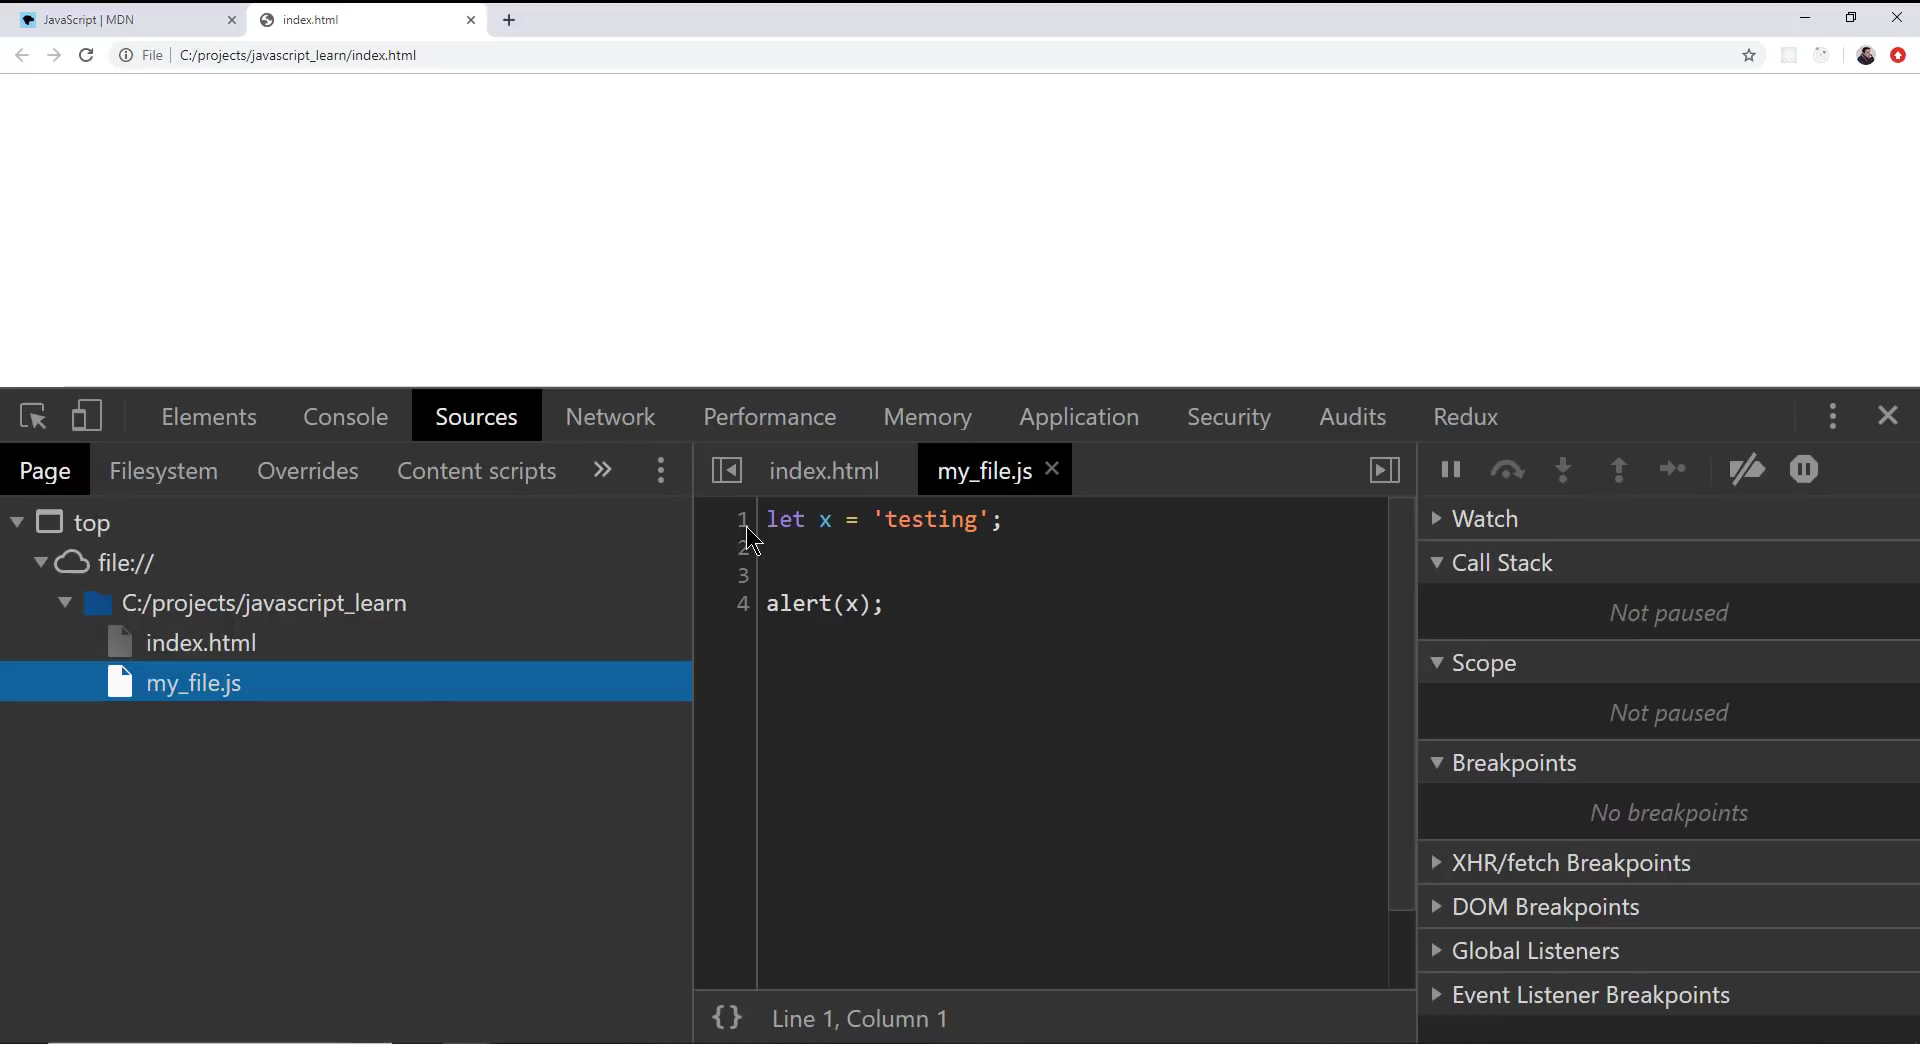 JavaScript | MDN
index.html
File
C:/projects/javascript_learn/index.html
Elements
Console
Sources
Network
Performance
Memory
Application
Security
Audits
Redux
Page
Filesystem
Overrides
Content scripts
index.html
my_file.js
top
file://
C:/projects/javascript_learn
index.html
my_file.js
1 let x = 'testing';
2
3
4 alert(x);
{} Line 1, Column 1
Watch
Call Stack
Not paused
Scope
Not paused
Breakpoints
No breakpoints
XHR/fetch Breakpoints
DOM Breakpoints
Global Listeners
Event Listener Breakpoints